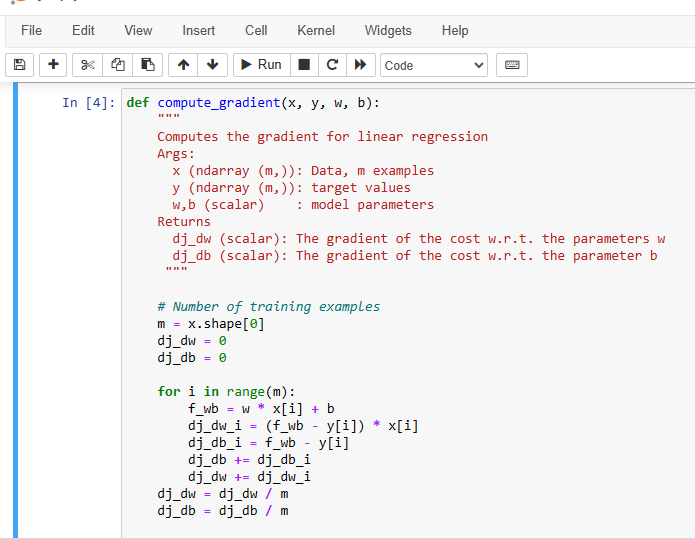 File Edit View Insert Cell Kernel Widgets Help
Run Code
In [4]: def compute_gradient(x, y, w, b):
"""
Computes the gradient for linear regression
Args:
x (ndarray (m,)): Data, m examples
y (ndarray (m,)): target values
w,b (scalar)    : model parameters
Returns
dj_dw (scalar): The gradient of the cost w.r.t. the parameters w
dj_db (scalar): The gradient of the cost w.r.t. the parameter b
"""
# Number of training examples
m = x.shape[0]
dj_dw = 0
dj_db = 0
for i in range(m):
f_wb = w * x[i] + b
dj_dw_i = (f_wb - y[i]) * x[i]
dj_db_i = f_wb - y[i]
dj_db += dj_db_i
dj_dw += dj_dw_i
dj_dw = dj_dw / m
dj_db = dj_db / m